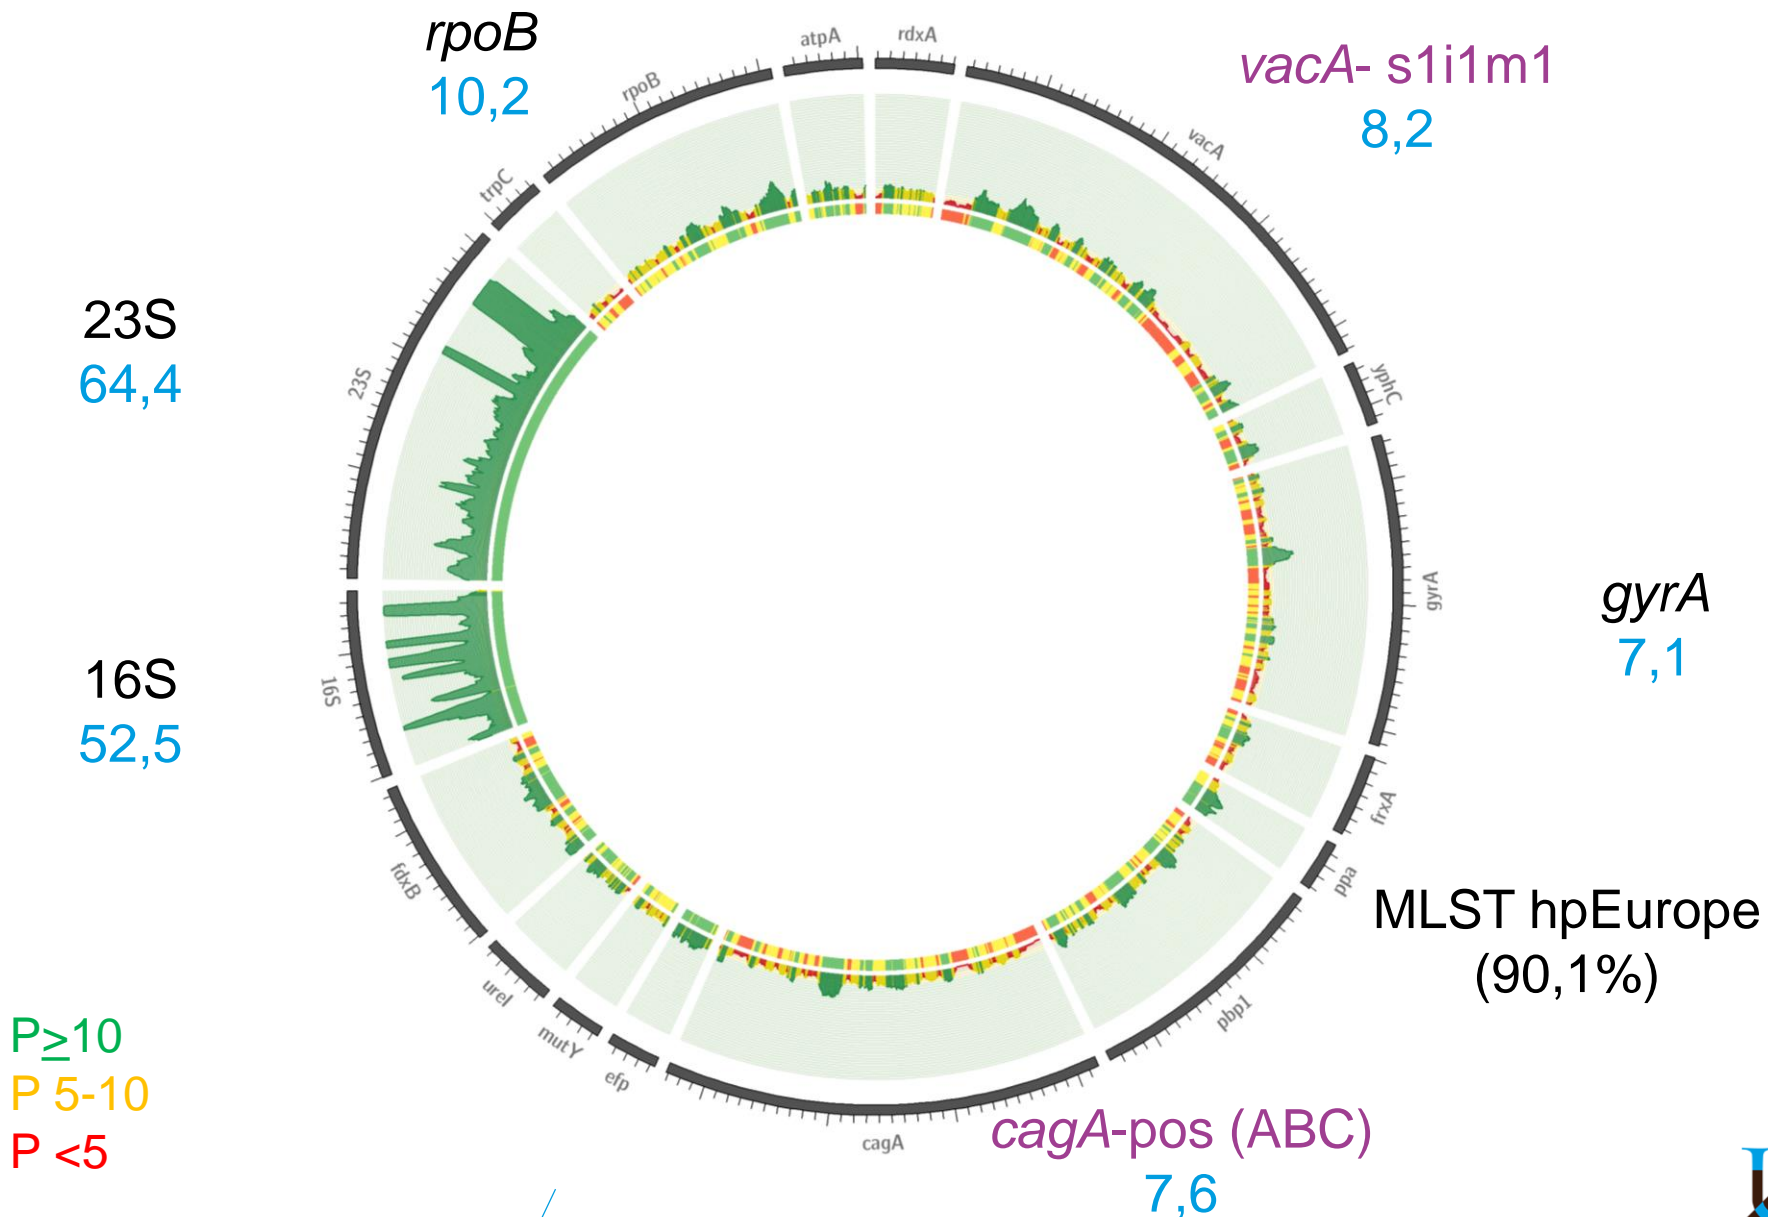 rpoB
10,2
vacA- s1i1m1
8,2
23S
64,4
16S
52,5
gyrA
7,1
MLST hpEurope
(90,1%)
cagA-pos (ABC)
7,6
P≥10
P 5-10
P <5
atpA
rdxA
vacA
yphC
gyrA
frxA
ppa
pbp1
cagA
efp
mutY
ureI
fdxB
16S
23S
trpC
rpoB